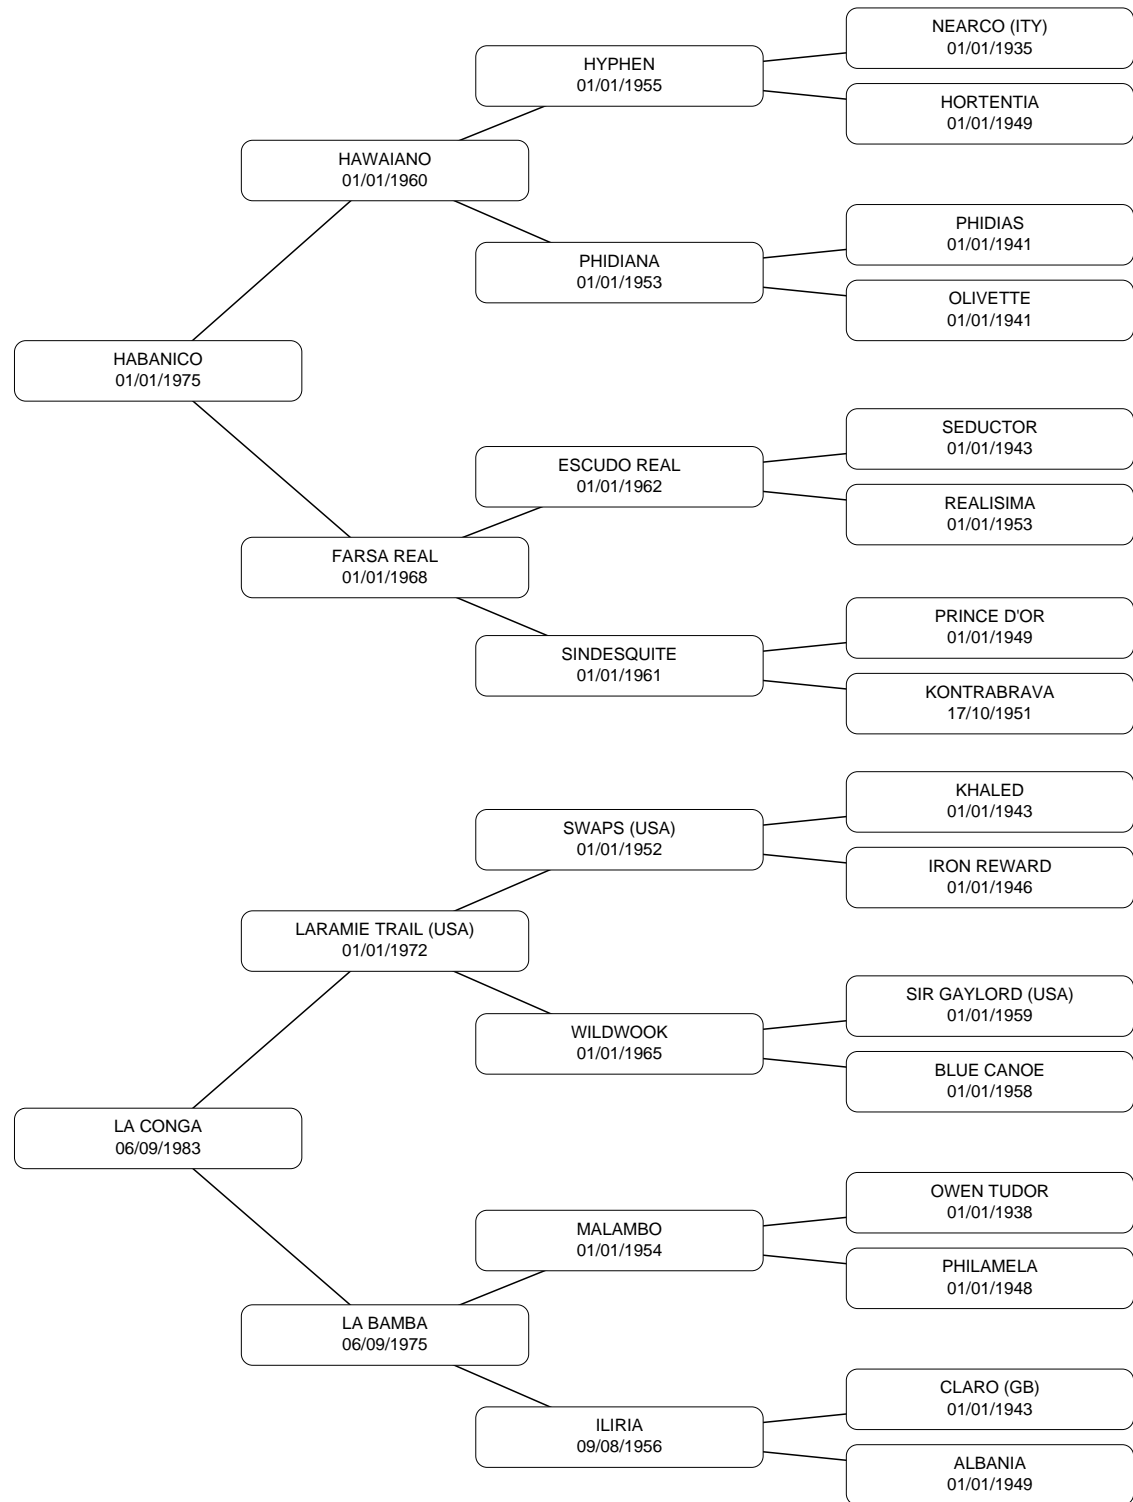 NEARCO (ITY)
01/01/1935
HYPHEN
01/01/1955
HORTENTIA
01/01/1949
HAWAIANO
01/01/1960
PHIDIAS
01/01/1941
PHIDIANA
01/01/1953
OLIVETTE
01/01/1941
HABANICO
01/01/1975
SEDUCTOR
01/01/1943
ESCUDO REAL
01/01/1962
REALISIMA
01/01/1953
FARSA REAL
01/01/1968
PRINCE D'OR
01/01/1949
SINDESQUITE
01/01/1961
KONTRABRAVA
17/10/1951
KHALED
01/01/1943
SWAPS (USA)
01/01/1952
IRON REWARD
01/01/1946
LARAMIE TRAIL (USA)
01/01/1972
SIR GAYLORD (USA)
01/01/1959
WILDWOOK
01/01/1965
BLUE CANOE
01/01/1958
LA CONGA
06/09/1983
OWEN TUDOR
01/01/1938
MALAMBO
01/01/1954
PHILAMELA
01/01/1948
LA BAMBA
06/09/1975
CLARO (GB)
01/01/1943
ILIRIA
09/08/1956
ALBANIA
01/01/1949